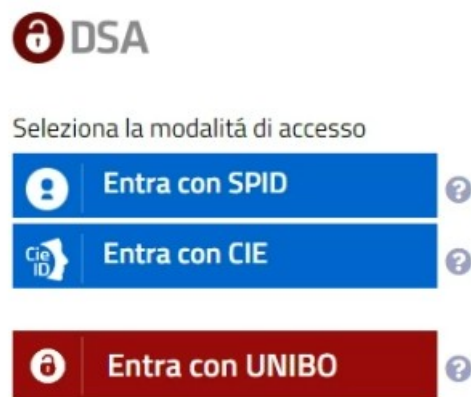 DSA
Seleziona la modalitá di accesso
Entra con SPID
?
Cie
ID
Entra con CIE
?
Entra con UNIBO
?